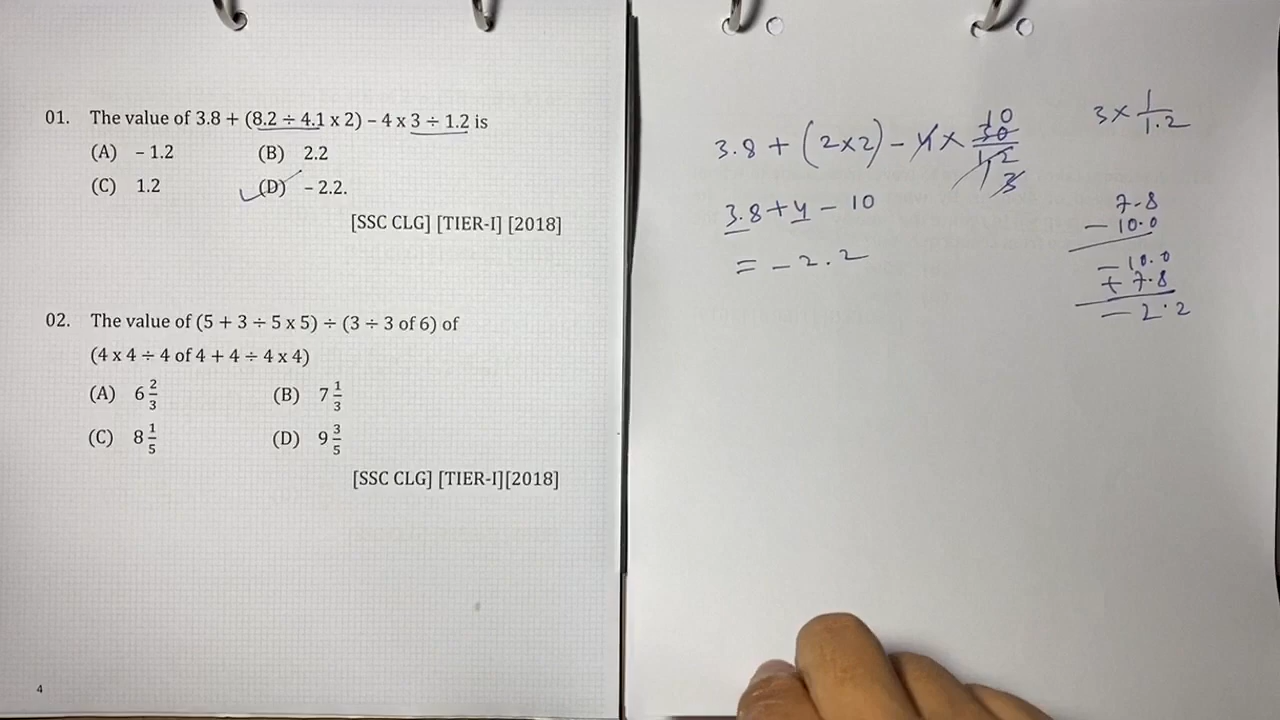 01. The value of 3.8 + (8.2 ÷ 4.1 x 2) – 4 x 3 ÷ 1.2 is
(A) – 1.2 (B) 2.2
(C) 1.2 (D) – 2.2.
[SSC CLG] [TIER-I] [2018]
02. The value of (5 + 3 ÷ 5 x 5) ÷ (3 ÷ 3 of 6) of
(4 x 4 ÷ 4 of 4 + 4 ÷ 4 x 4)
(A) 6 2/3 (B) 7 1/3
(C) 8 1/5 (D) 9 3/5
[SSC CLG] [TIER-I][2018]
4
3.8 + (2×2) – 4 × 30/12 10 3
3.8 + 4 – 10
= – 2.2
3 × 1/1.2
7.8
– 10.0
– 10.0
+ 7.8
– 2.2